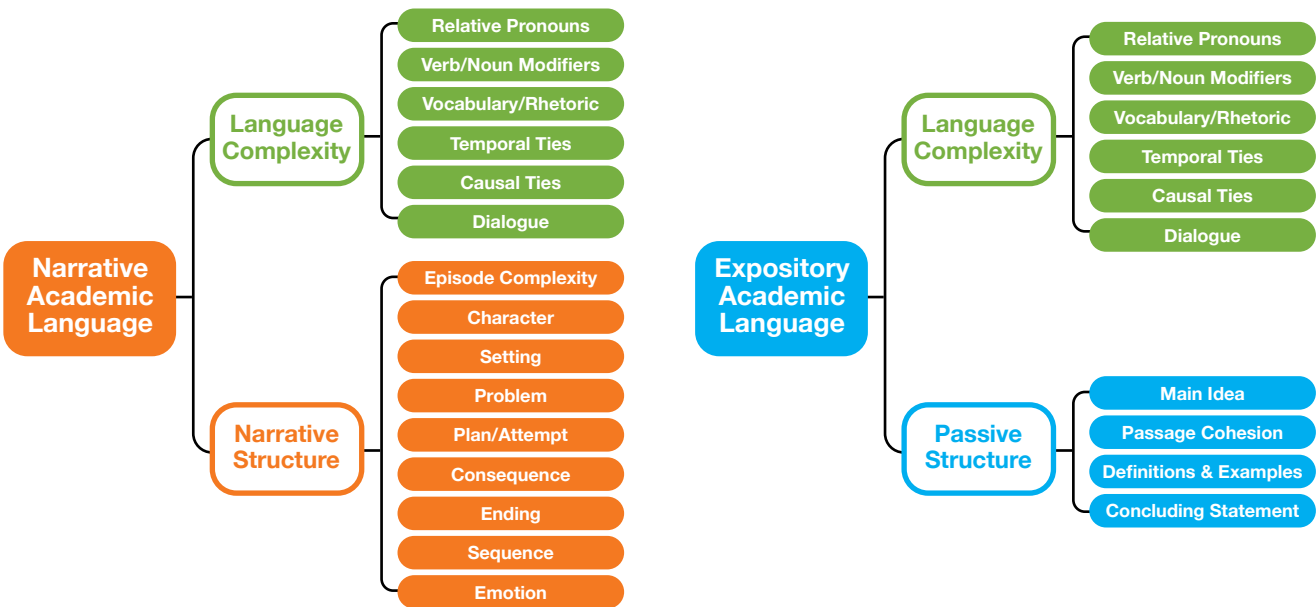 Narrative
Academic
Language
Language
Complexity
Relative Pronouns
Verb/Noun Modifiers
Vocabulary/Rhetoric
Temporal Ties
Causal Ties
Dialogue
Narrative
Structure
Episode Complexity
Character
Setting
Problem
Plan/Attempt
Consequence
Ending
Sequence
Emotion
Expository
Academic
Language
Language
Complexity
Relative Pronouns
Verb/Noun Modifiers
Vocabulary/Rhetoric
Temporal Ties
Causal Ties
Dialogue
Passive
Structure
Main Idea
Passage Cohesion
Definitions & Examples
Concluding Statement